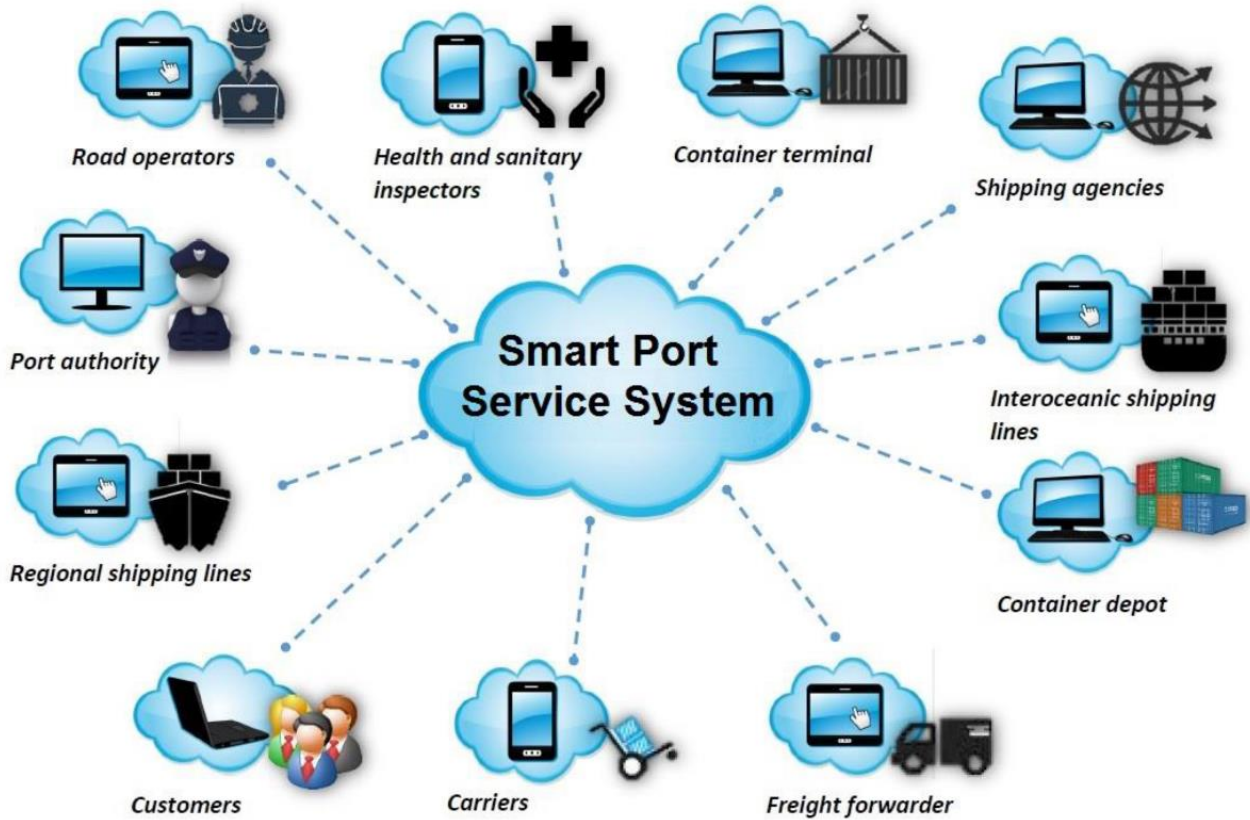 Road operators
Health and sanitary
inspectors
Container terminal
Shipping agencies
Port authority
Smart Port
Service System
Interoceanic shipping
lines
Regional shipping lines
Container depot
Customers
Carriers
Freight forwarder